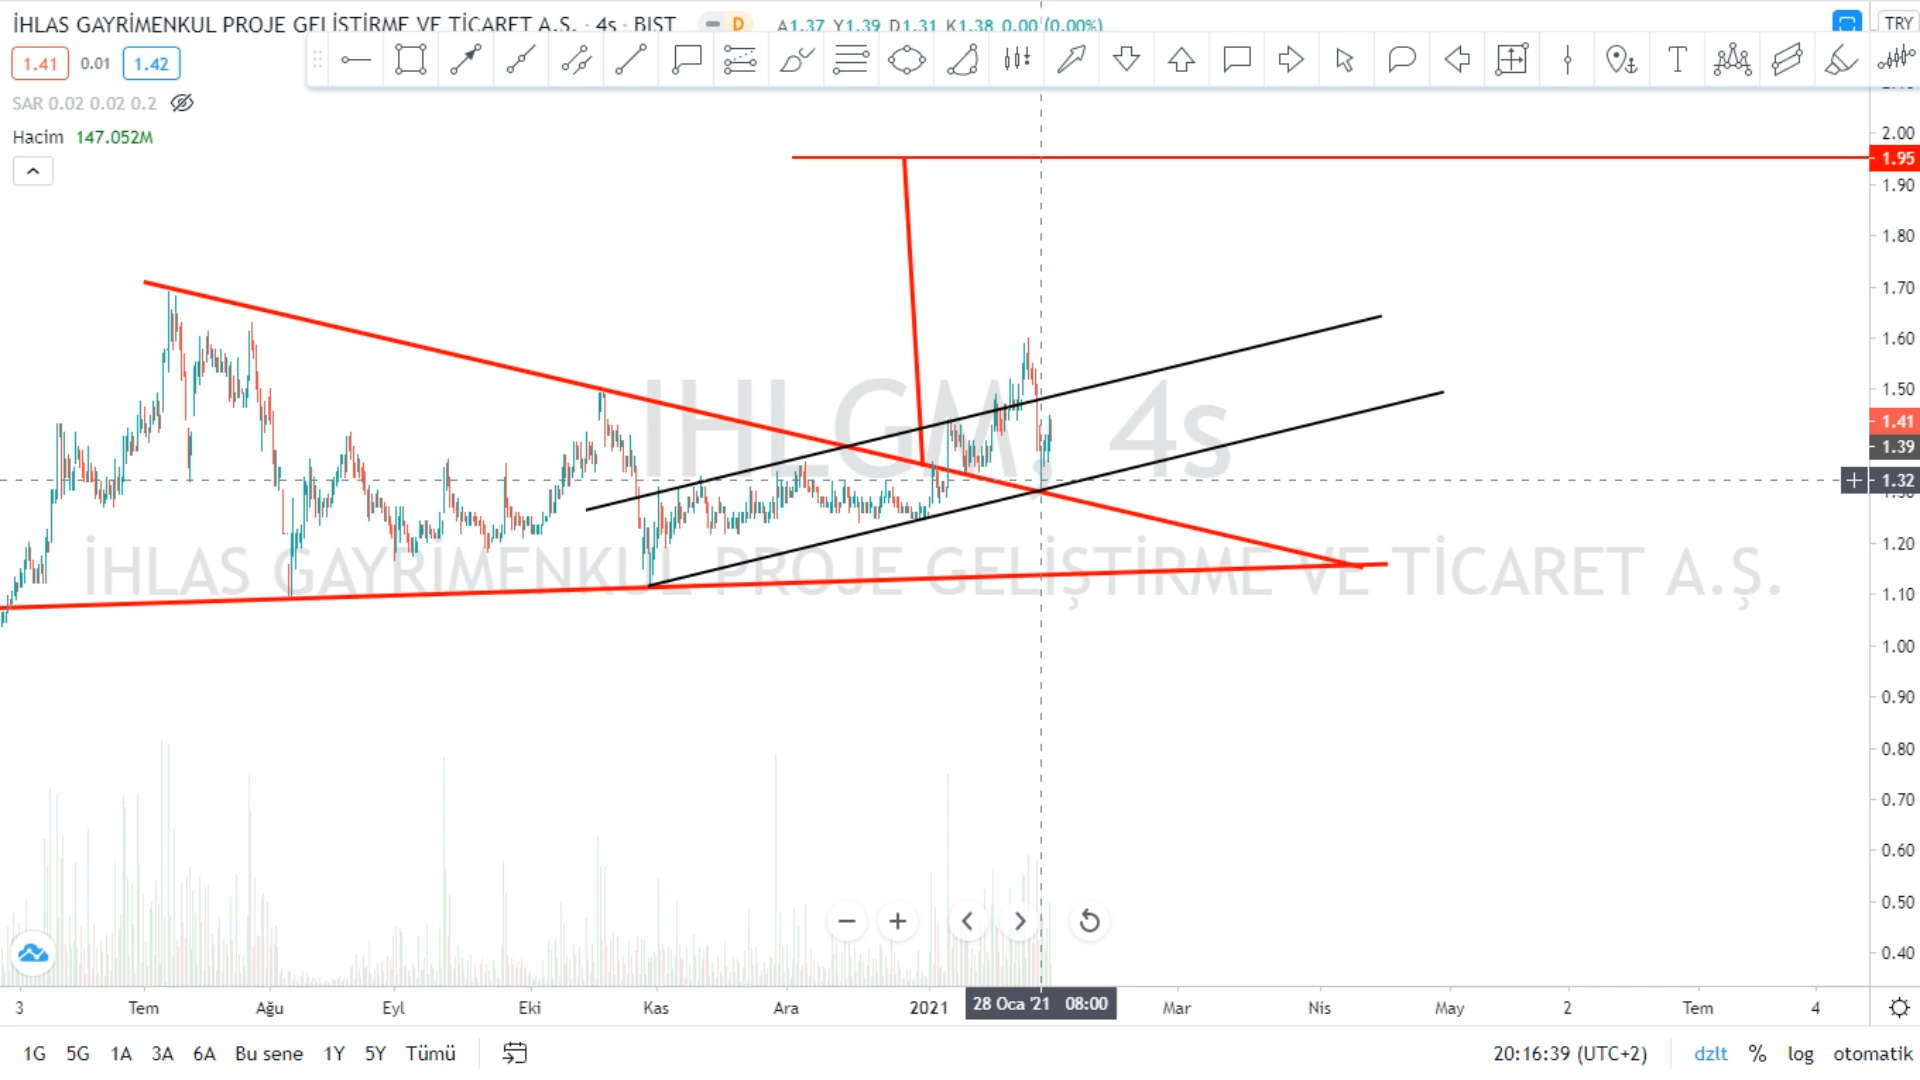 İHLAS GAYRİMENKUL PROJE GELİŞTİRME VE TİCARET A.Ş. · 4s · BIST D A1.37 Y1.39 D1.31 K1.38 0.00 (0.00%)
TRY
1.41 0.01 1.42
SAR 0.02 0.02 0.2
Hacim 147.052M
2.00
1.95
1.90
1.80
1.70
1.60
1.50
1.41
1.39
1.32
1.20
1.10
1.00
0.90
0.80
0.70
0.60
0.50
0.40
IHLGM, 4s
İHLAS GAYRİMENKUL PROJE GELİŞTİRME VE TİCARET A.Ş.
3 Tem Ağu Eyl Eki Kas Ara 2021 28 Oca '21 08:00 Mar Nis May 2 Tem 4
1G 5G 1A 3A 6A Bu sene 1Y 5Y Tümü 20:16:39 (UTC+2) dzlt % log otomatik